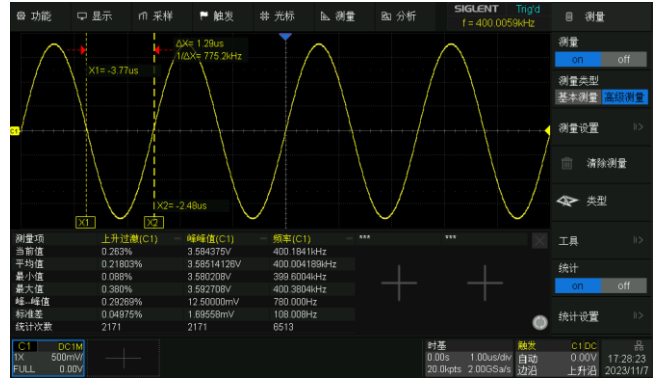 功能 显示 采样 触发 光标 测量 分析 SIGLENT Trig'd
f = 400.0059kHz
测量
测量
on off
测量类型
基本测量 高级测量
测量设置
清除测量
类型
工具
统计
on off
统计设置
ΔX= 1.29us
1/ΔX= 775.2kHz
X1= -3.77us
C1
X2= -2.48us
X1 X2
测量项 上升过激(C1) 峰峰值(C1) 频率(C1) *** ***
当前值 0.263% 3.584375V 400.1841kHz
平均值 0.21803% 3.58514126V 400.004189kHz
最小值 0.088% 3.580208V 399.6004kHz
最大值 0.380% 3.592708V 400.3804kHz
峰--峰值 0.29269% 12.50000mV 780.000Hz
标准差 0.04975% 1.69558mV 108.008Hz
统计次数 2171 2171 6513
C1 DC1M
1X 500mV/
FULL 0.00V
时基
0.00s 1.00us/div
20.0kpts 2.00GSa/s
触发 C1 DC
自动 0.00V
边沿 上升沿
17:28:23
2023/11/7